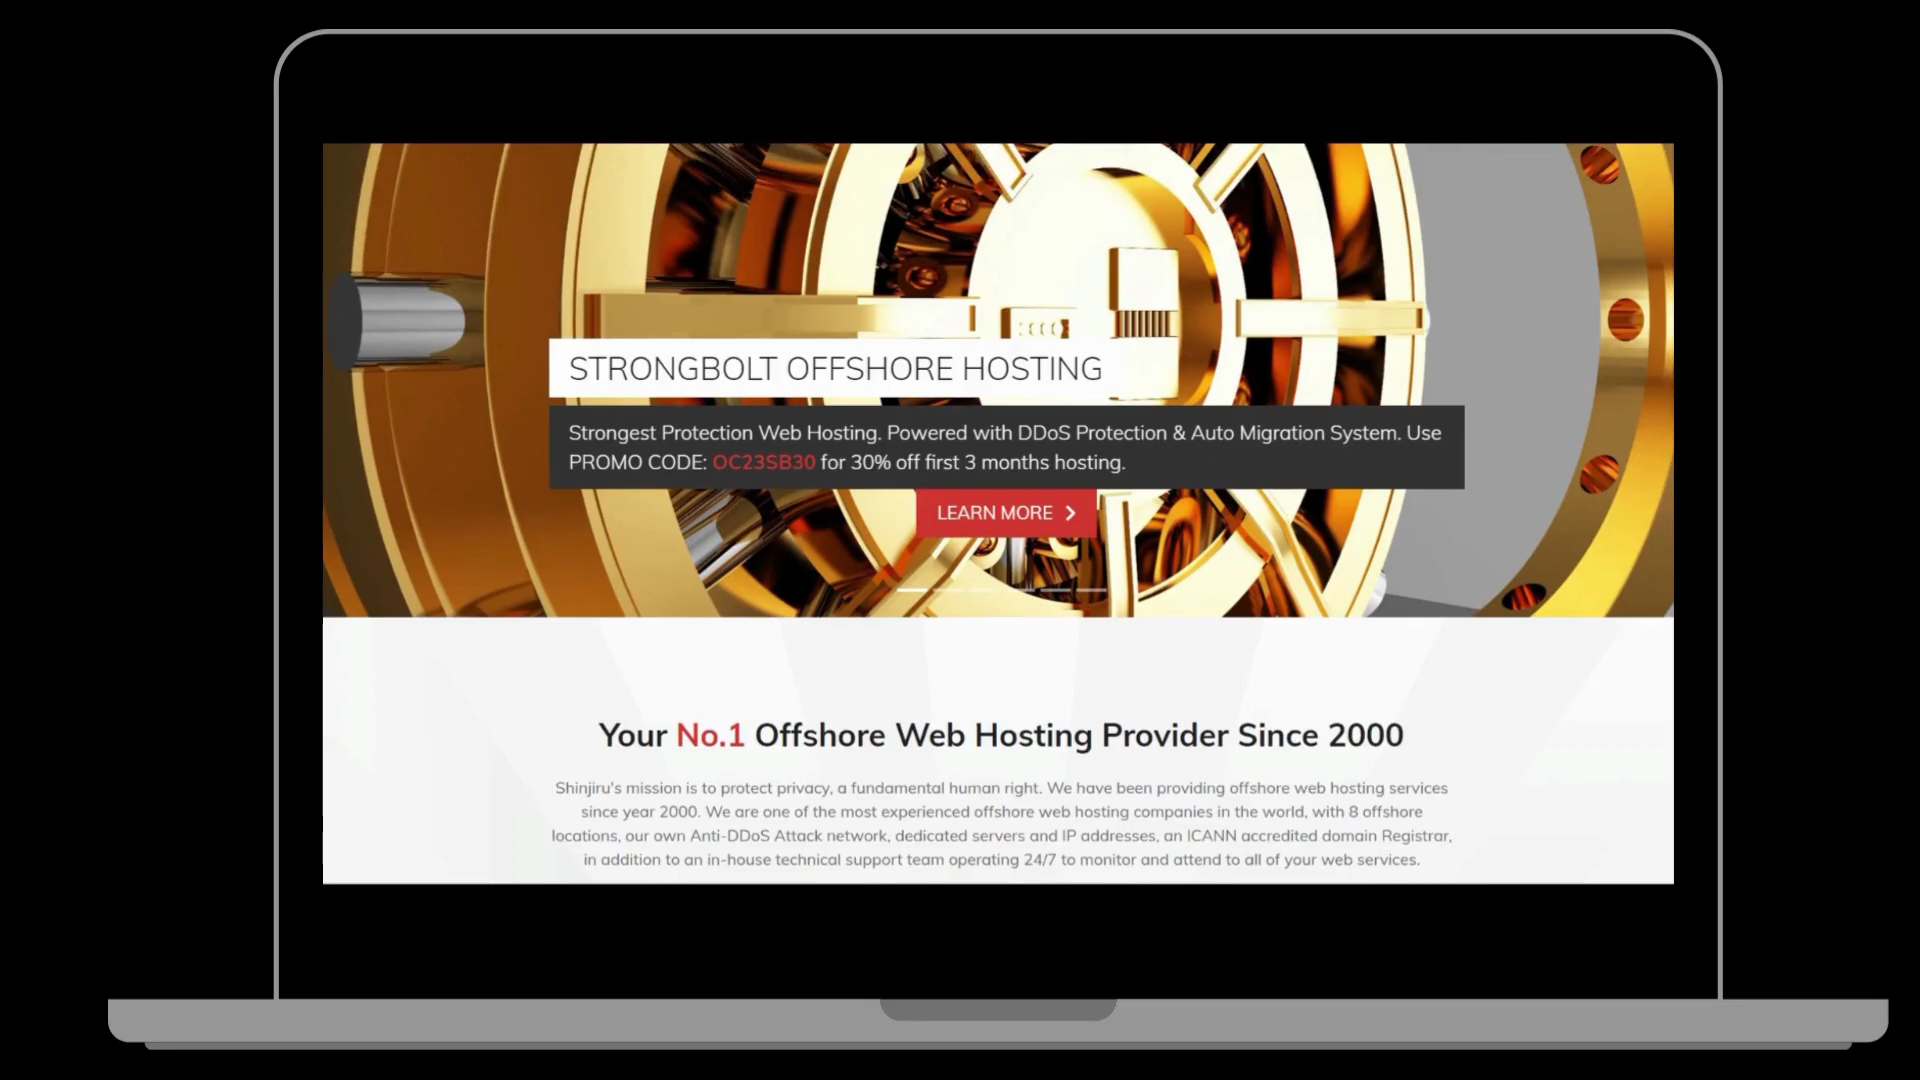 STRONGBOLT OFFSHORE HOSTING
Strongest Protection Web Hosting. Powered with DDoS Protection & Auto Migration System. Use
PROMO CODE: OC23SB30 for 30% off first 3 months hosting.
LEARN MORE
Your No.1 Offshore Web Hosting Provider Since 2000
Shinjiru's mission is to protect privacy, a fundamental human right. We have been providing offshore web hosting services
since year 2000. We are one of the most experienced offshore web hosting companies in the world, with 8 offshore
locations, our own Anti-DDoS Attack network, dedicated servers and IP addresses, an ICANN accredited domain Registrar,
in addition to an in-house technical support team operating 24/7 to monitor and attend to all of your web services.